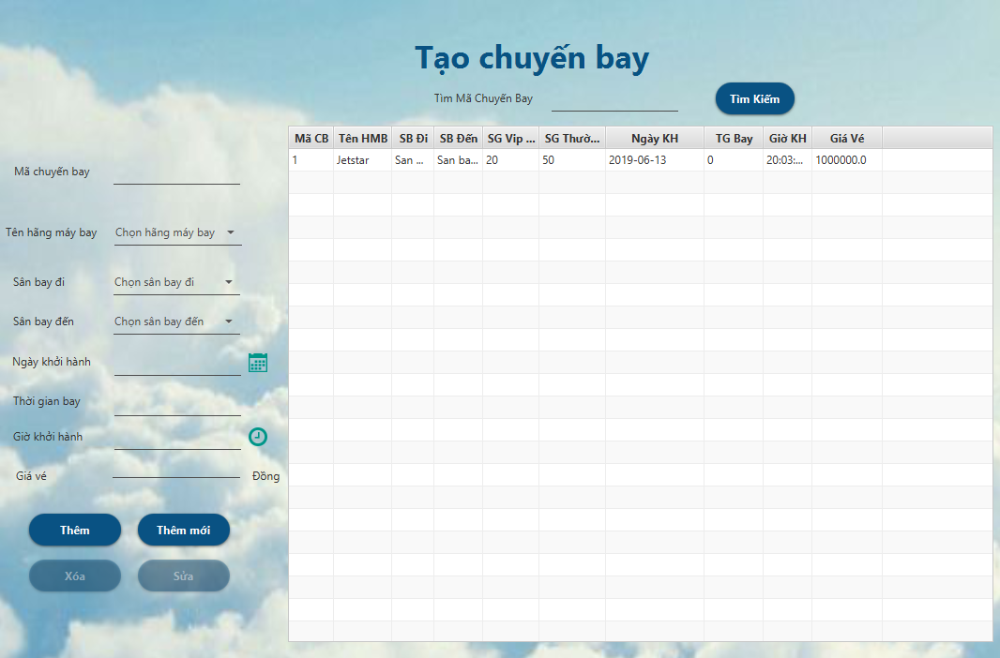 Tạo chuyến bay
Tìm Mã Chuyến Bay
Tìm Kiếm
Mã chuyến bay
Tên hãng máy bay Chọn hãng máy bay
Sân bay đi Chọn sân bay đi
Sân bay đến Chọn sân bay đến
Ngày khởi hành
Thời gian bay
Giờ khởi hành
Giá vé Đồng
Thêm Thêm mới
Xóa Sửa
Mã CB Tên HMB SB Đi SB Đến SG Vip ... SG Thườ... Ngày KH TG Bay Giờ KH Giá Vé
1 Jetstar San ... San ba... 20 50 2019-06-13 0 20:03:... 1000000.0